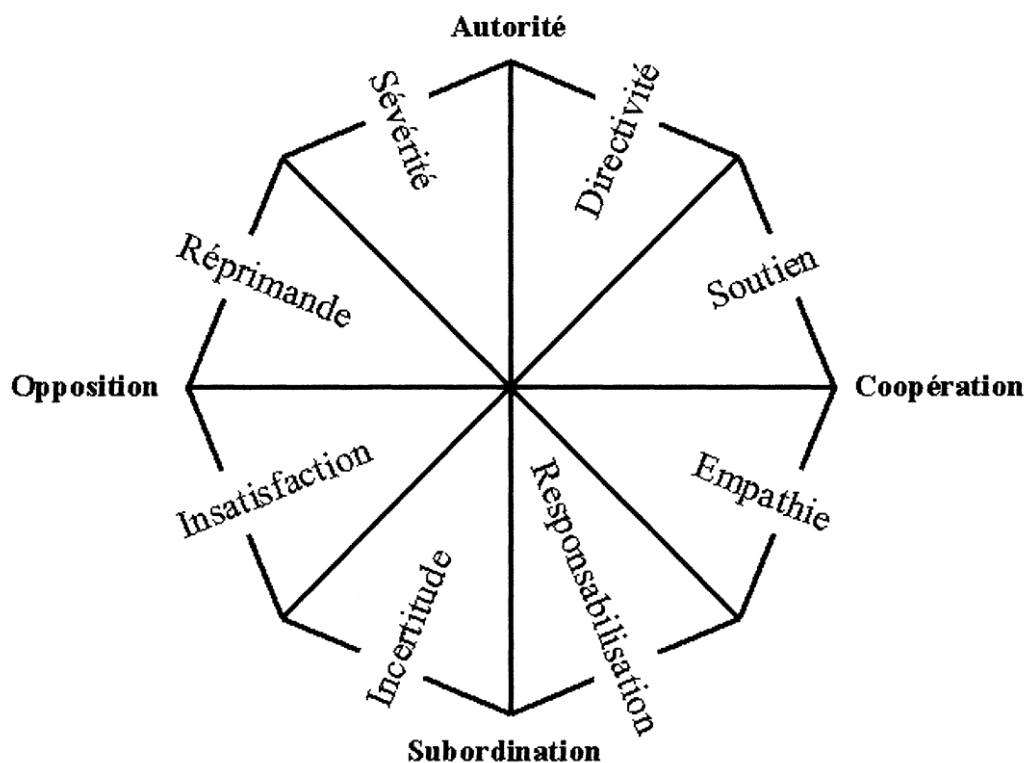 Autorité
Sévérité
Directivité
Réprimande
Soutien
Opposition
Coopération
Insatisfaction
Empathie
Incertitude
Responsabilisation
Subordination